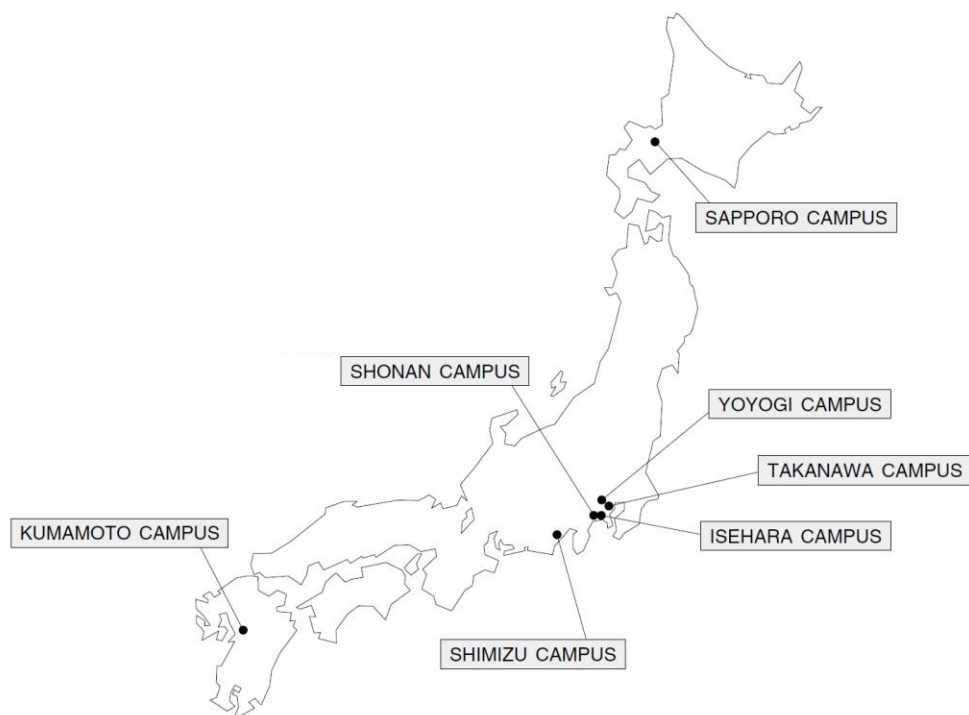 SAPPORO CAMPUS
SHONAN CAMPUS
YOYOGI CAMPUS
TAKANAWA CAMPUS
KUMAMOTO CAMPUS
ISEHARA CAMPUS
SHIMIZU CAMPUS